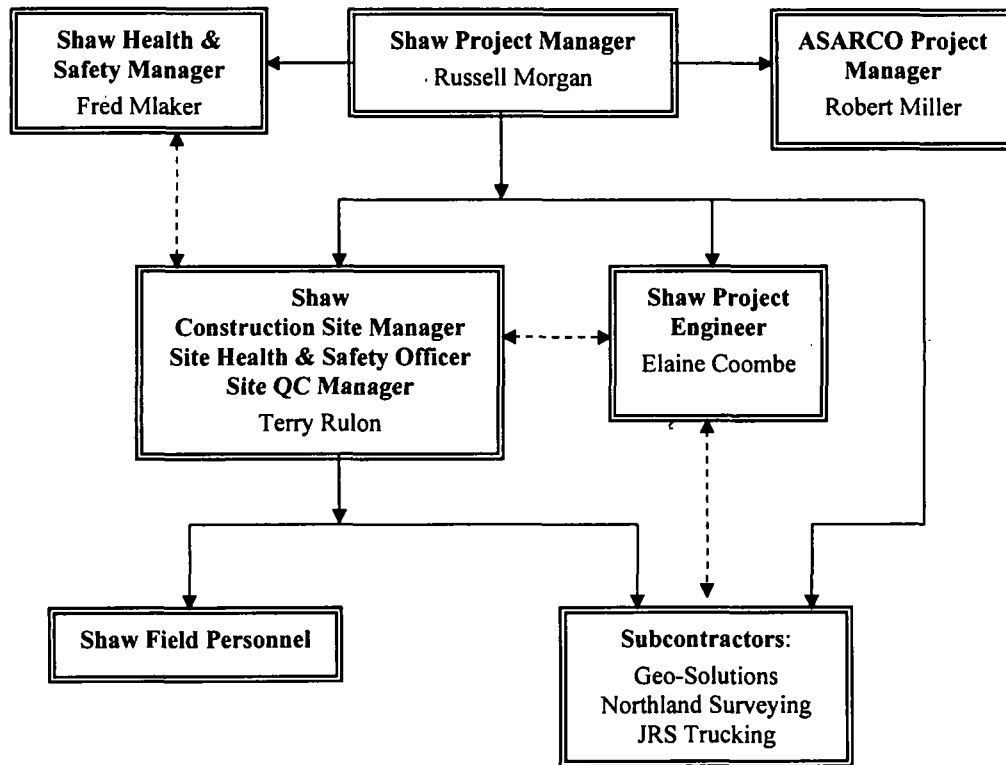 Shaw Health &
Safety Manager
Fred Mlaker
Shaw Project Manager
Russell Morgan
ASARCO Project
Manager
Robert Miller
Shaw
Construction Site Manager
Site Health & Safety Officer
Site QC Manager
Terry Rulon
Shaw Project
Engineer
Elaine Coombe
Shaw Field Personnel
Subcontractors:
Geo-Solutions
Northland Surveying
JRS Trucking